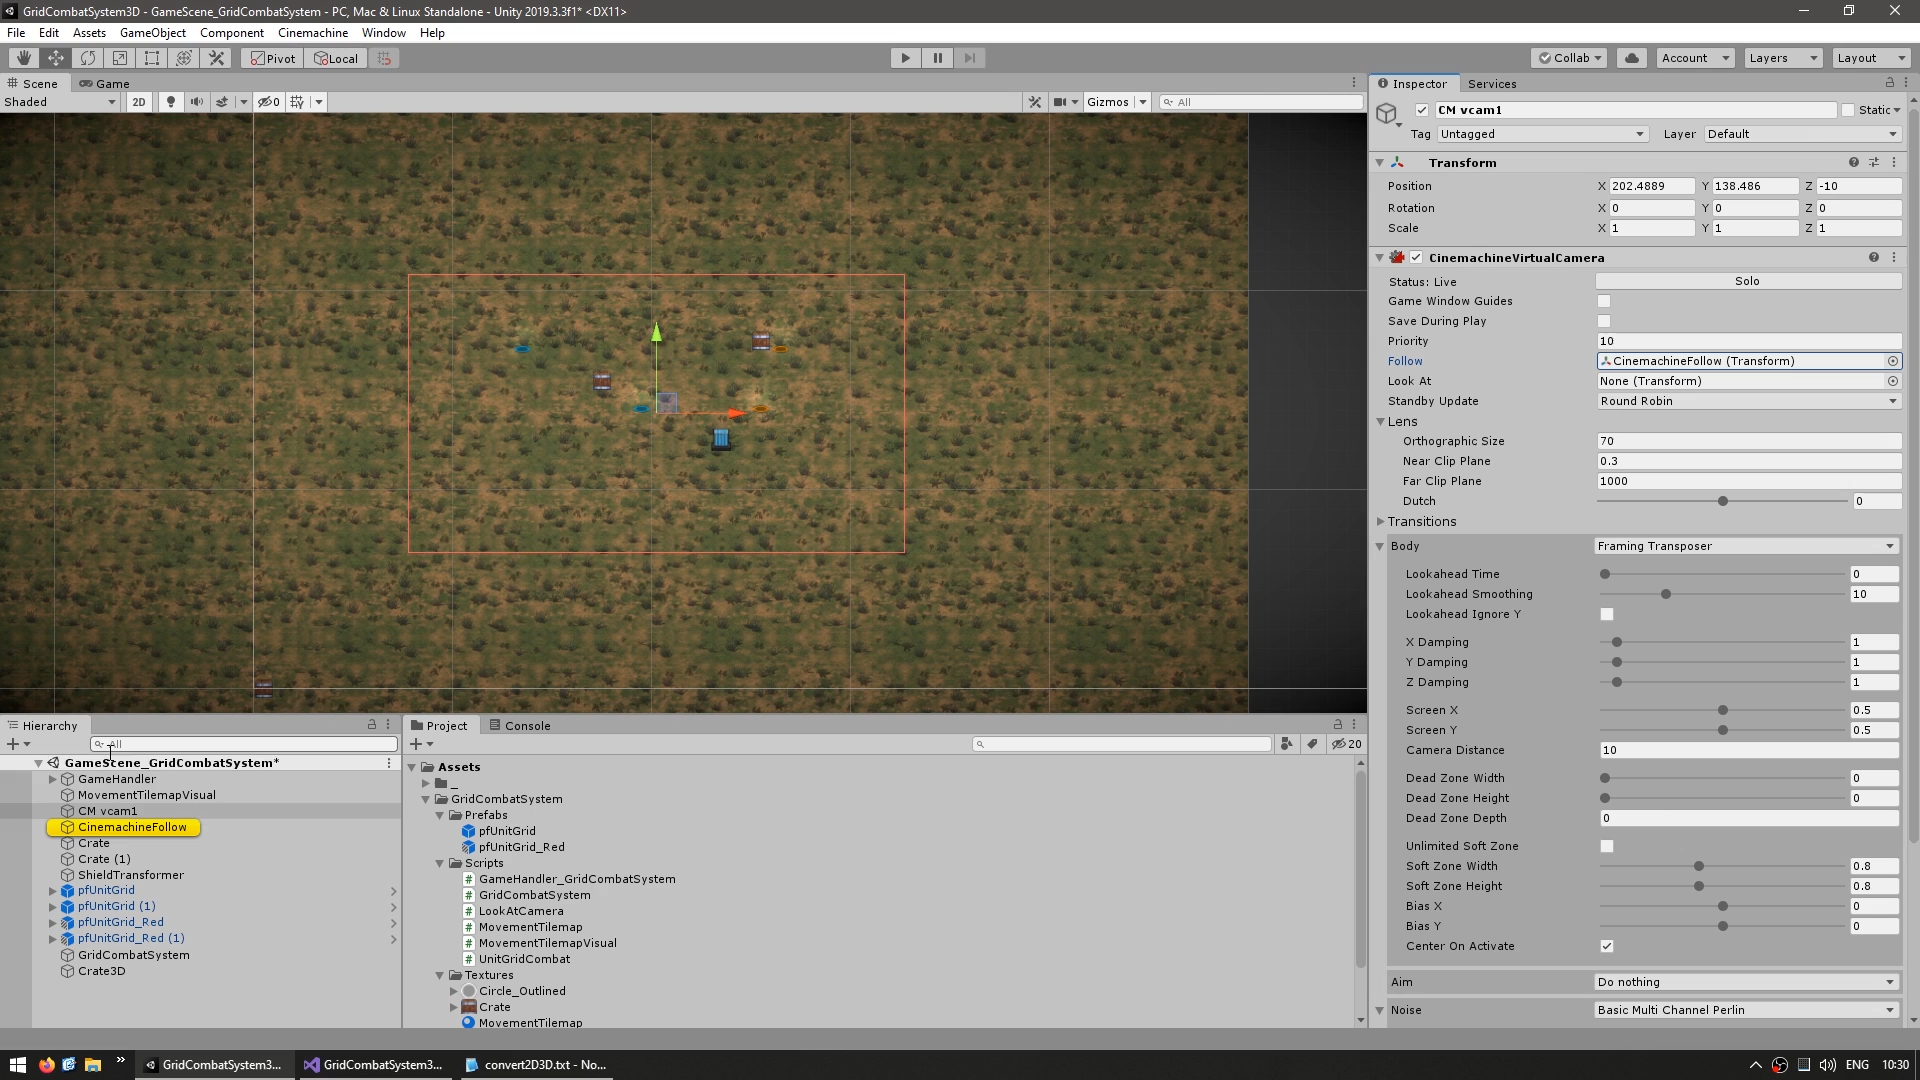 GridCombatSystem3D - GameScene_GridCombatSystem - PC, Mac & Linux Standalone - Unity 2019.3.3f1* <DX11>
File Edit Assets GameObject Component Cinemachine Window Help
Pivot Local Collab Account Layers Layout
Scene Game
Shaded 2D 0 Gizmos All
Inspector Services
CM vcam1 Static
Tag Untagged Layer Default
Transform
Position X 202.4889 Y 138.486 Z -10
Rotation X 0 Y 0 Z 0
Scale X 1 Y 1 Z 1
CinemachineVirtualCamera
Status: Live Solo
Game Window Guides
Save During Play
Priority 10
Follow CinemachineFollow (Transform)
Look At None (Transform)
Standby Update Round Robin
Lens
Orthographic Size 70
Near Clip Plane 0.3
Far Clip Plane 1000
Dutch 0
Transitions
Body Framing Transposer
Lookahead Time 0
Lookahead Smoothing 10
Lookahead Ignore Y
X Damping 1
Y Damping 1
Z Damping 1
Screen X 0.5
Screen Y 0.5
Camera Distance 10
Dead Zone Width 0
Dead Zone Height 0
Dead Zone Depth 0
Unlimited Soft Zone
Soft Zone Width 0.8
Soft Zone Height 0.8
Bias X 0
Bias Y 0
Center On Activate
Aim Do nothing
Noise Basic Multi Channel Perlin
Hierarchy
All
GameScene_GridCombatSystem*
GameHandler
MovementTilemapVisual
CM vcam1
CinemachineFollow
Crate
Crate (1)
ShieldTransformer
pfUnitGrid
pfUnitGrid (1)
pfUnitGrid_Red
pfUnitGrid_Red (1)
GridCombatSystem
Crate3D
Project Console
20
Assets
_
GridCombatSystem
Prefabs
pfUnitGrid
pfUnitGrid_Red
Scripts
GameHandler_GridCombatSystem
GridCombatSystem
LookAtCamera
MovementTilemap
MovementTilemapVisual
UnitGridCombat
Textures
Circle_Outlined
Crate
MovementTilemap
GridCombatSystem3... GridCombatSystem3... convert2D3D.txt - No... ENG 10:30